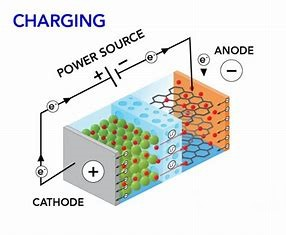 CHARGING
POWER SOURCE
+ −
e⁻
e⁻
e⁻
e⁻
ANODE
−
+
CATHODE